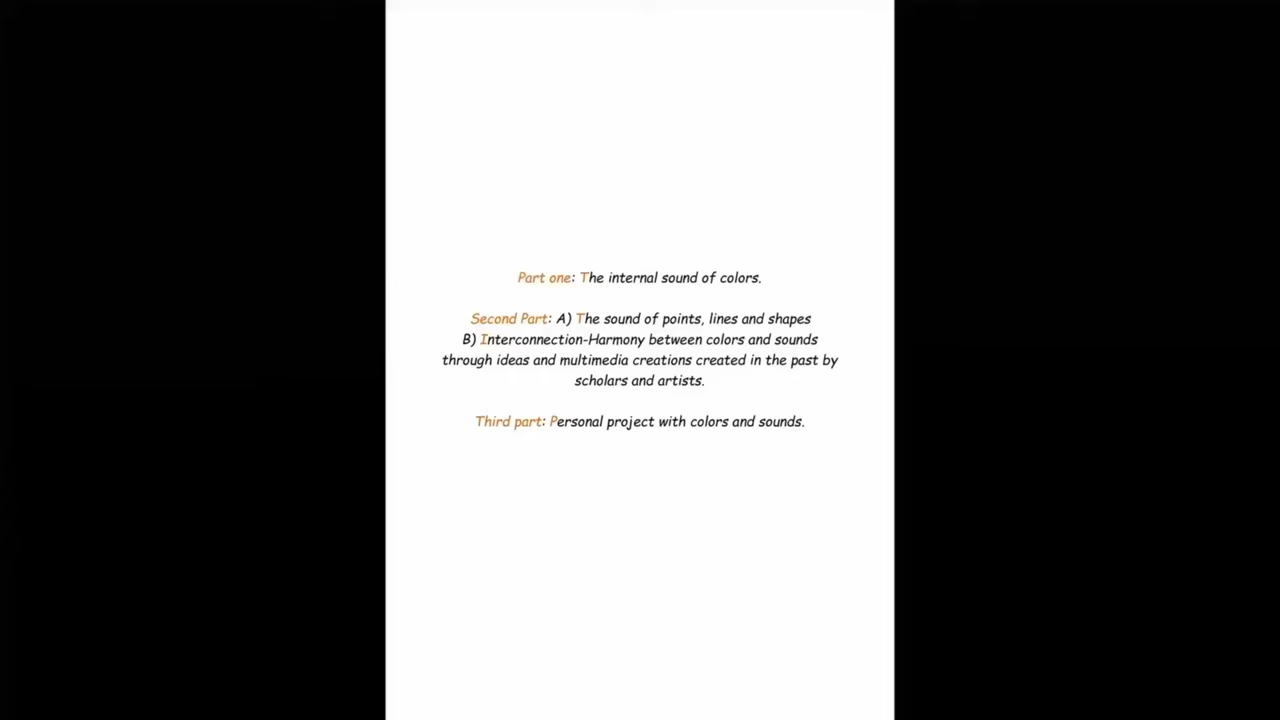 Part one: The internal sound of colors.
Second Part: A) The sound of points, lines and shapes
B) Interconnection-Harmony between colors and sounds
through ideas and multimedia creations created in the past by
scholars and artists.
Third part: Personal project with colors and sounds.